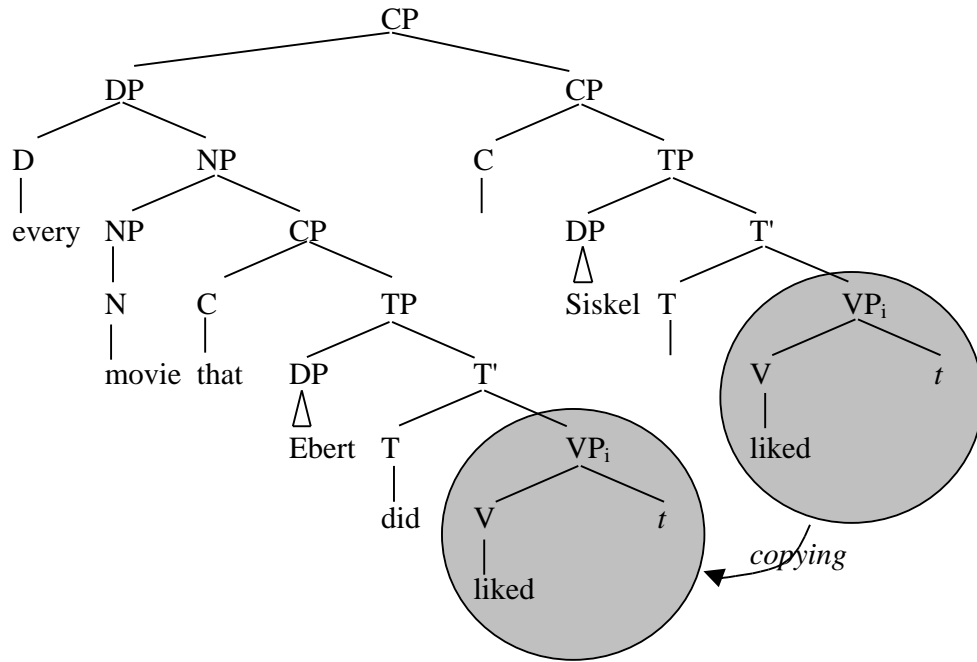 CP
DP CP
D NP C TP
every NP CP DP T'
N C TP Siskel T VPᵢ
movie that DP T' V t
Ebert T VPᵢ liked
did V t
copying
liked